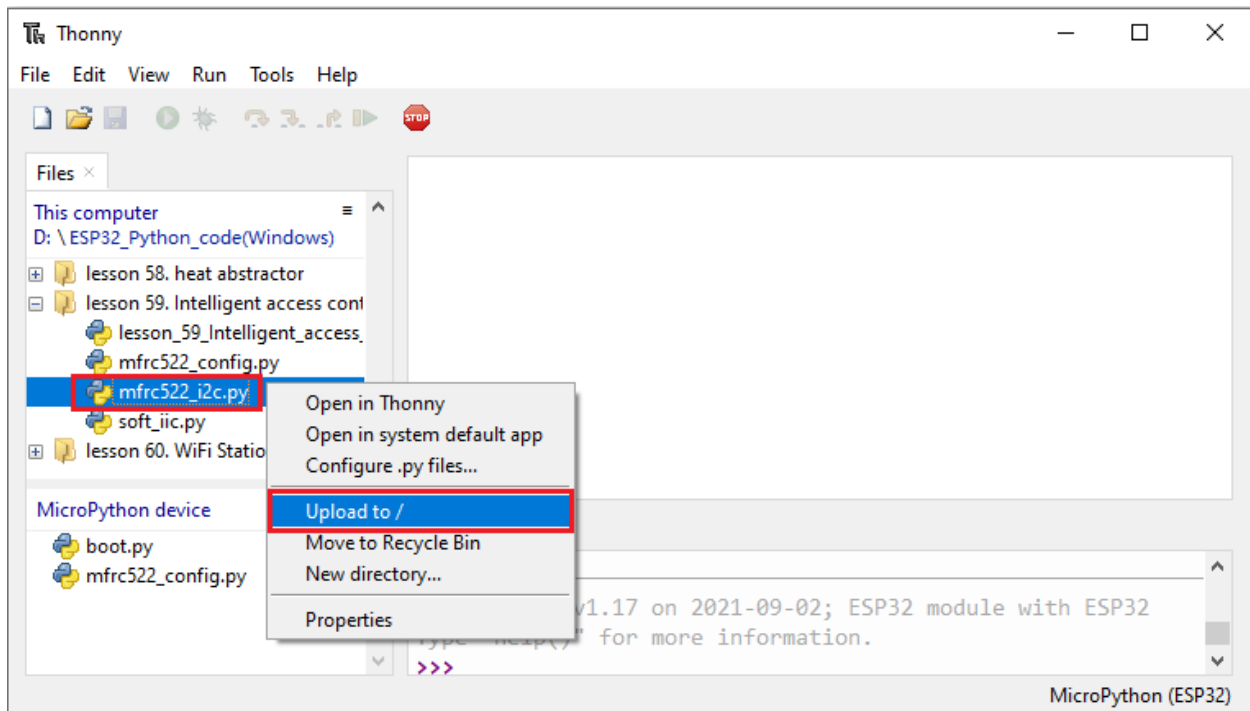 Thonny
File Edit View Run Tools Help
STOP
Files
This computer
D: \ ESP32_Python_code(Windows)
lesson 58. heat abstractor
lesson 59. Intelligent access cont
lesson_59_Intelligent_access_
mfrc522_config.py
mfrc522_i2c.py
soft_iic.py
lesson 60. WiFi Statio
Open in Thonny
Open in system default app
Configure .py files...
Upload to /
Move to Recycle Bin
New directory...
Properties
MicroPython device
boot.py
mfrc522_config.py
v1.17 on 2021-09-02; ESP32 module with ESP32
Type "help()" for more information.
>>>
MicroPython (ESP32)